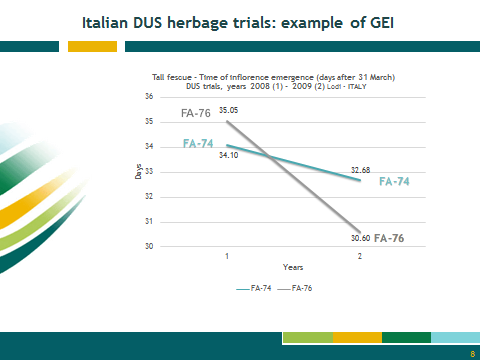 Italian DUS herbage trials: example of GEI
Tall fescue - Time of inflorence emergence (days after 31 March)
DUS trials, years 2008 (1) - 2009 (2) Lodi - ITALY
36
FA-76
35.05
35
FA-74
34
34.10
33
32.68
FA-74
Days
32
31
30.60
FA-76
30
1
2
Years
FA-74
FA-76
8